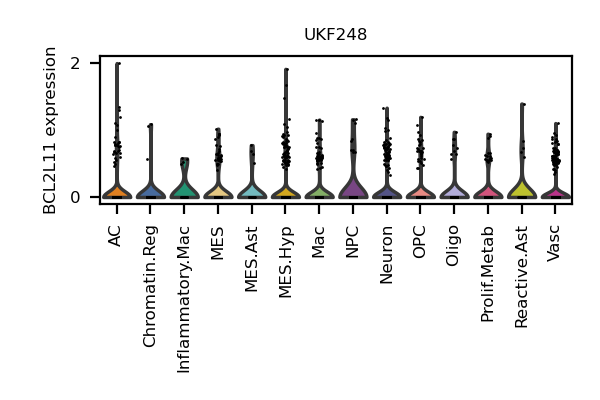 UKF248
BCL2L11 expression
2
0
AC
Chromatin.Reg
Inflammatory.Mac
MES
MES.Ast
MES.Hyp
Mac
NPC
Neuron
OPC
Oligo
Prolif.Metab
Reactive.Ast
Vasc